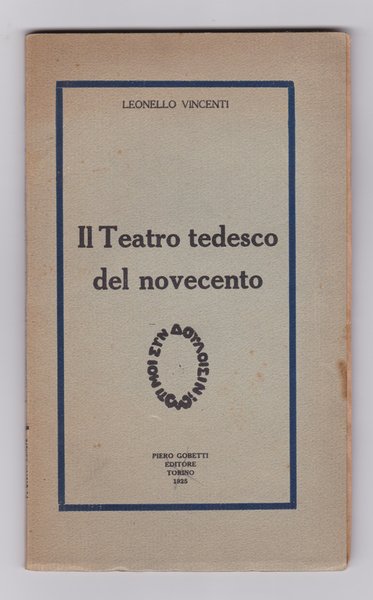 LEONELLO VINCENTI
Il Teatro tedesco
del novecento
ΤΙ ΜΟΙ ΣΥΝ ΔΟΥΛΟΙΣΙΝ
PIERO GOBETTI
EDITORE
TORINO
1925